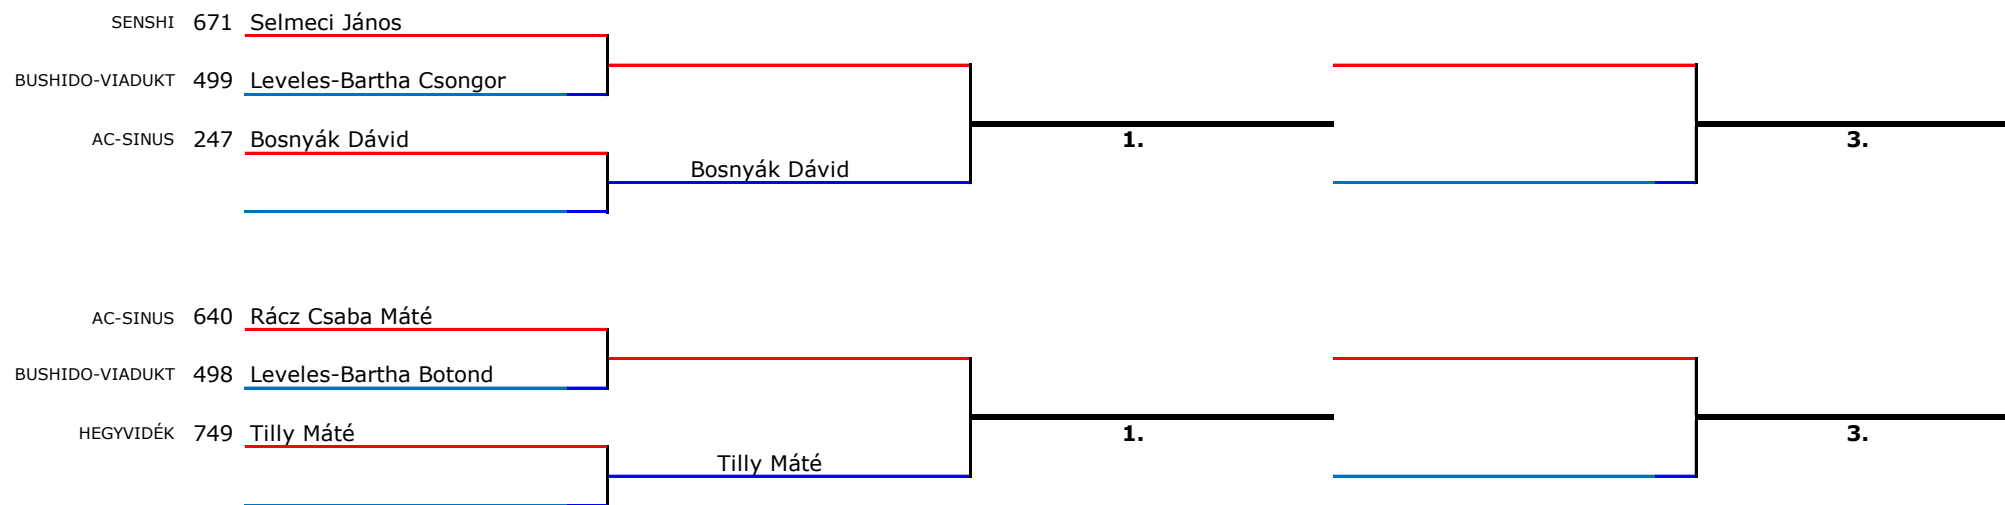 SENSHI 671 Selmeci János
BUSHIDO-VIADUKT 499 Leveles-Bartha Csongor
AC-SINUS 247 Bosnyák Dávid
1.
3.
Bosnyák Dávid
AC-SINUS 640 Rácz Csaba Máté
BUSHIDO-VIADUKT 498 Leveles-Bartha Botond
HEGYVIDÉK 749 Tilly Máté
1.
3.
Tilly Máté